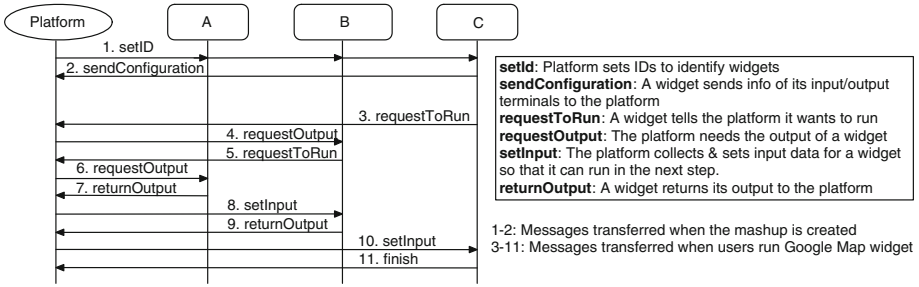 Platform
A
B
C
1. setID
2. sendConfiguration
3. requestToRun
4. requestOutput
5. requestToRun
6. requestOutput
7. returnOutput
8. setInput
9. returnOutput
10. setInput
11. finish
setId: Platform sets IDs to identify widgets
sendConfiguration: A widget sends info of its input/output
terminals to the platform
requestToRun: A widget tells the platform it wants to run
requestOutput: The platform needs the output of a widget
setInput: The platform collects & sets input data for a widget
so that it can run in the next step.
returnOutput: A widget returns its output to the platform
1-2: Messages transferred when the mashup is created
3-11: Messages transferred when users run Google Map widget